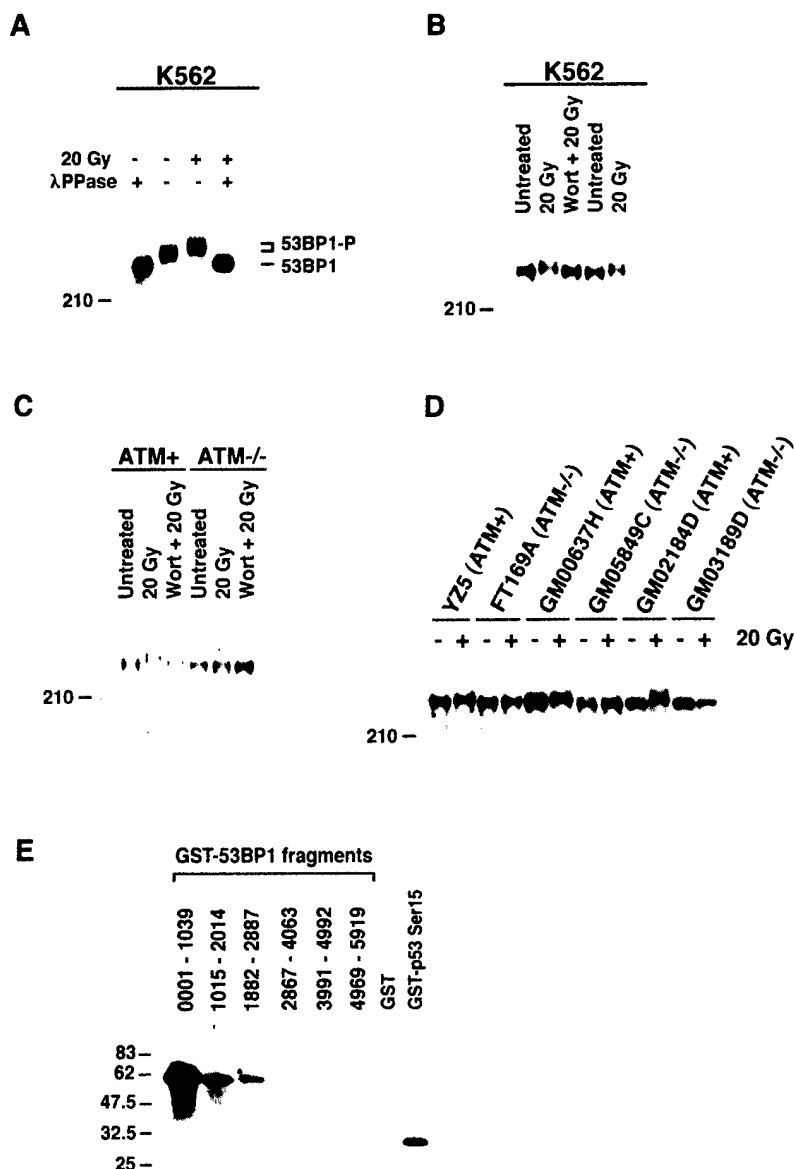 A
K562
20 Gy - - + +
λPPase + - - +
53BP1-P
53BP1
210
B
K562
Untreated
20 Gy
Wort + 20 Gy
Untreated
20 Gy
210
C
ATM+ ATM-/-
Untreated
20 Gy
Wort + 20 Gy
Untreated
20 Gy
Wort + 20 Gy
210
D
YZ5 (ATM+)
FT169A (ATM-/-)
GM00637H (ATM+)
GM05849C (ATM-/-)
GM02184D (ATM+)
GM03189D (ATM-/-)
- + - + - + - + - + - + 20 Gy
210
E
GST-53BP1 fragments
0001 - 1039
1015 - 2014
1882 - 2887
2867 - 4063
3991 - 4992
4969 - 5919
GST
GST-p53 Ser15
83
62
47.5
32.5
25